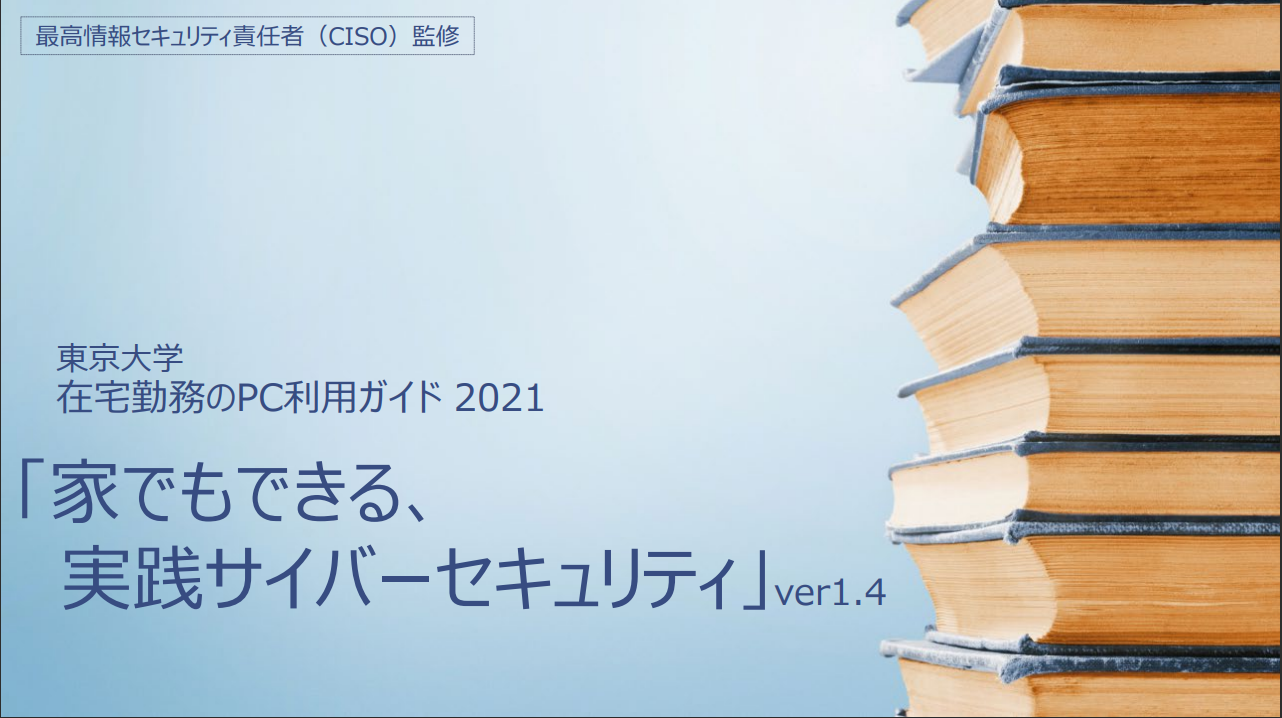 最高情報セキュリティ責任者（CISO）監修
東京大学
在宅勤務のPC利用ガイド 2021
「家でもできる、
実践サイバーセキュリティ」ver1.4